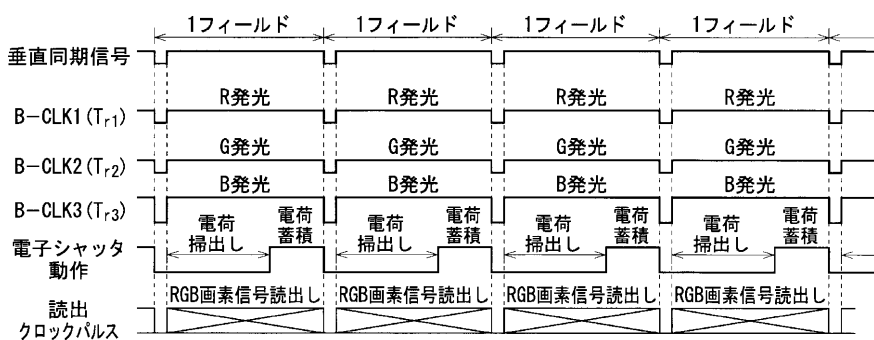 1フィールド 1フィールド 1フィールド 1フィールド
垂直同期信号
R発光 R発光 R発光 R発光
B-CLK1(Tr1)
G発光 G発光 G発光 G発光
B-CLK2(Tr2)
B発光 B発光 B発光 B発光
B-CLK3(Tr3)
電荷掃出し 電荷蓄積 電荷掃出し 電荷蓄積 電荷掃出し 電荷蓄積 電荷掃出し 電荷蓄積
電子シャッタ
動作
RGB画素信号読出し RGB画素信号読出し RGB画素信号読出し RGB画素信号読出し
読出
クロックパルス